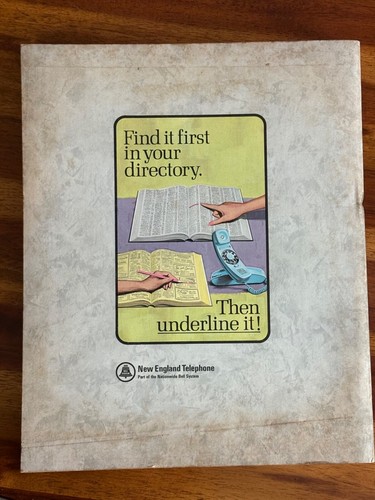 Find it first
in your
directory.
Then
underline it!
New England Telephone
Part of the Nationwide Bell System